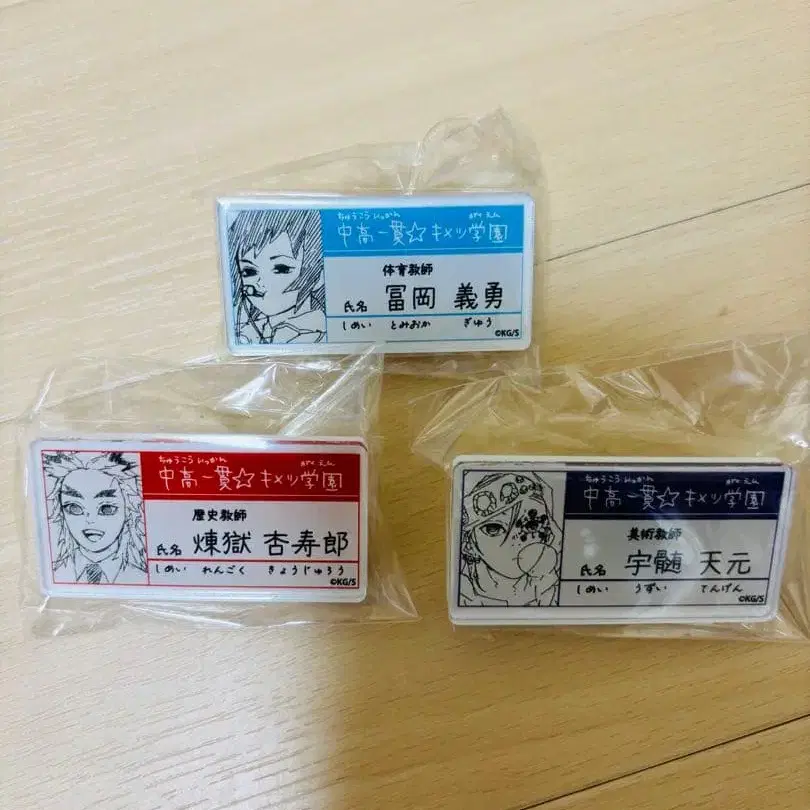 ちゅうこういっかん がくえん
中高一貫☆キメツ学園
体育教師
氏名 冨岡 義勇
しめい とみおか ぎゆう
©KG/S
ちゅうこういっかん がくえん
中高一貫☆キメツ学園
歴史教師
氏名 煉獄 杏寿郎
しめい れんごく きょうじゅろう
©KG/S
ちゅうこういっかん がくえん
中高一貫☆キメツ学園
美術教師
氏名 宇髄 天元
しめい うずい てんげん
©KG/S